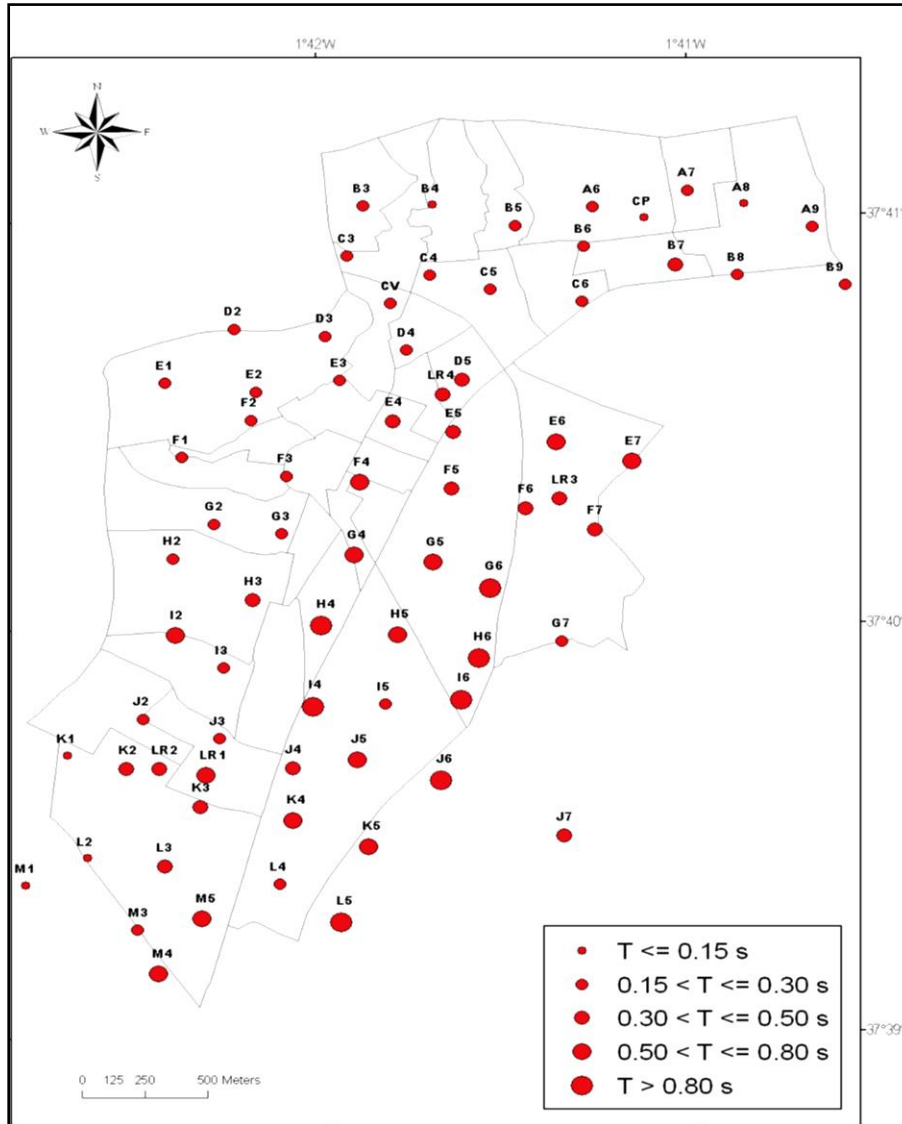 1°42'W 1°41'W
N
W E
S
B3 B4 A6 A7 A8
CP
B5 A9
37°41'
C3 C4 B6 B7 B8
C5 CV C6 B9
D2 D3 D4
E1 E2 E3 LR4 D5
F2 E4 E5 E6
F1 F3 F4 F5 E7
LR3
F6 F7
G2 G3 G4 G5
H2 G6
H3 H4 H5 G7
37°40'
I2 H6
I3 I4 I5 I6
J2 J3
K1 K2 LR2 LR1 J4 J5 J6
K3 K4 J7
K5
L2 L3 L4
M1 M5 L5
M3
M4
37°39'
T <= 0.15 s
0.15 < T <= 0.30 s
0.30 < T <= 0.50 s
0.50 < T <= 0.80 s
T > 0.80 s
0 125 250 500 Meters